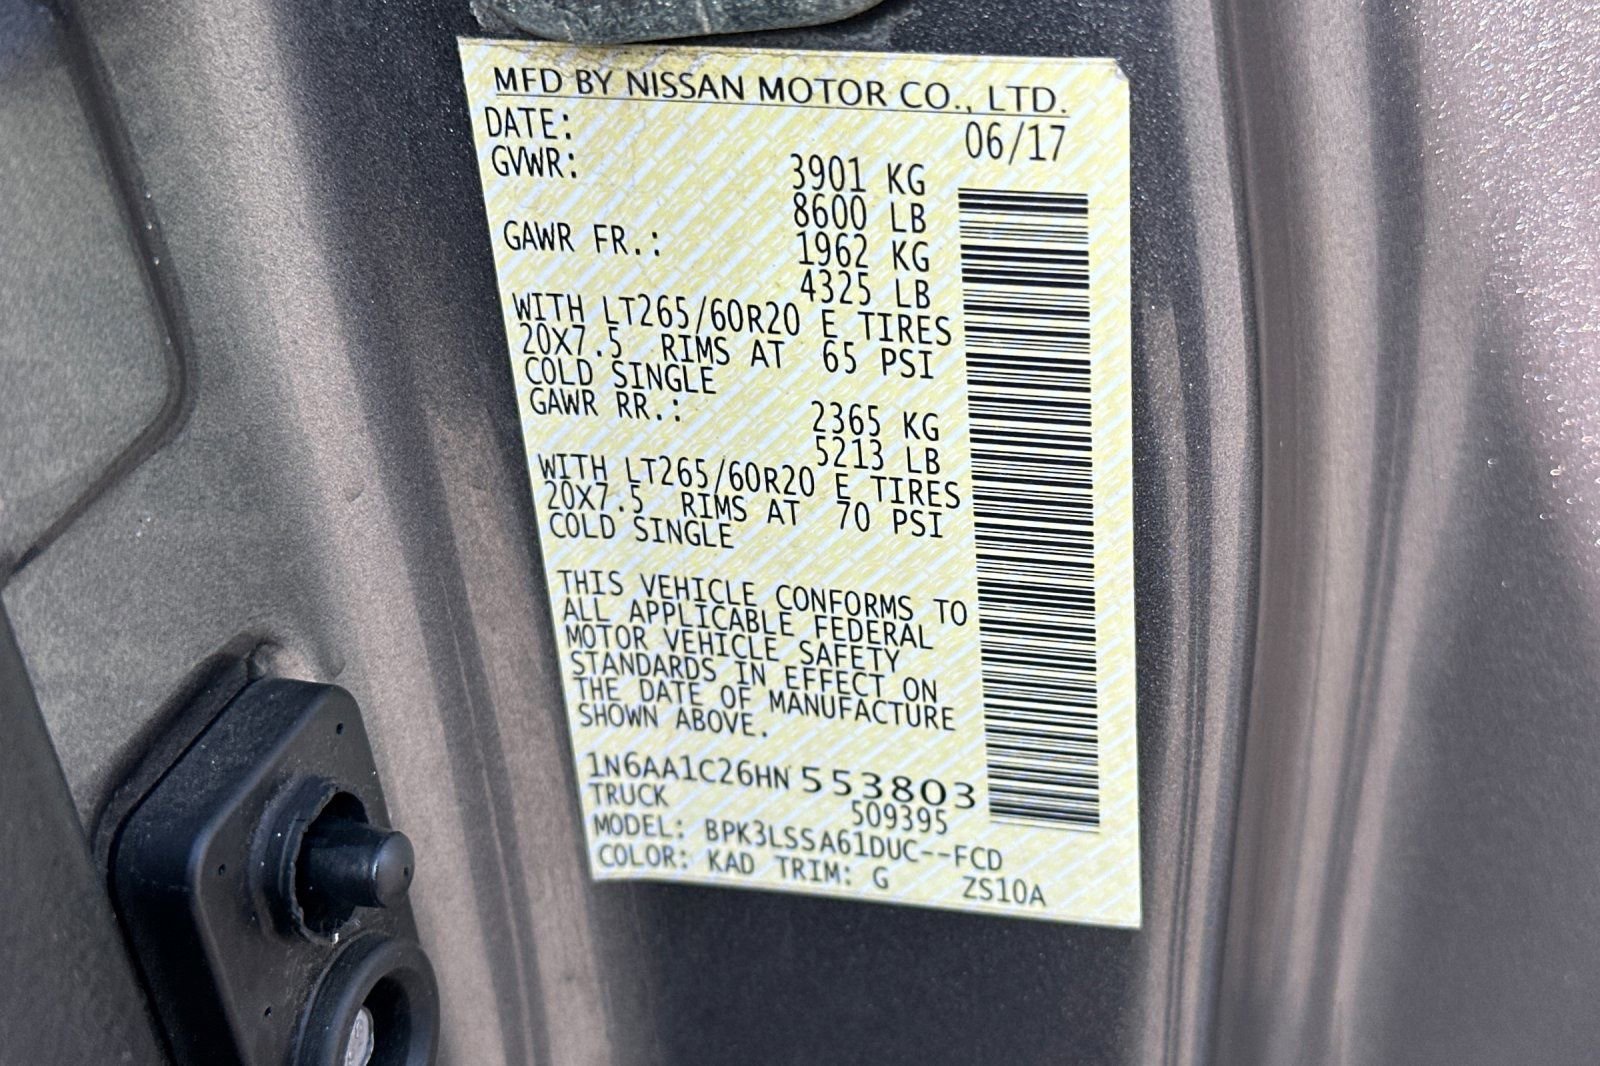 MFD BY NISSAN MOTOR CO., LTD.
DATE: 06/17
GVWR: 3901 KG
8600 LB
GAWR FR.: 1962 KG
4325 LB
WITH LT265/60R20 E TIRES
20X7.5 RIMS AT 65 PSI
COLD SINGLE
GAWR RR.: 2365 KG
5213 LB
WITH LT265/60R20 E TIRES
20X7.5 RIMS AT 70 PSI
COLD SINGLE
THIS VEHICLE CONFORMS TO
ALL APPLICABLE FEDERAL
MOTOR VEHICLE SAFETY
STANDARDS IN EFFECT ON
THE DATE OF MANUFACTURE
SHOWN ABOVE.
1N6AA1C26HN553803
TRUCK 509395
MODEL: BPK3LSSA61DUC--FCD
COLOR: KAD TRIM: G ZS10A